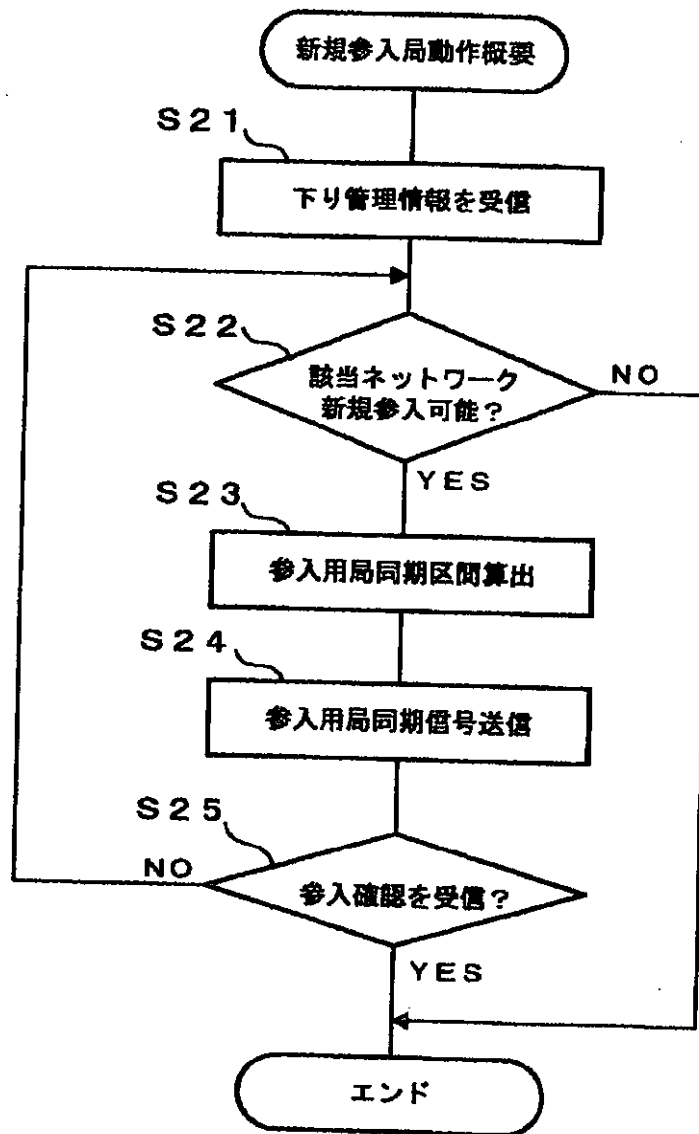 新規参入局動作概要
S21
下り管理情報を受信
S22
該当ネットワーク
新規参入可能?
NO
YES
S23
参入用局同期区間算出
S24
参入用局同期信号送信
S25
NO
参入確認を受信?
YES
エンド